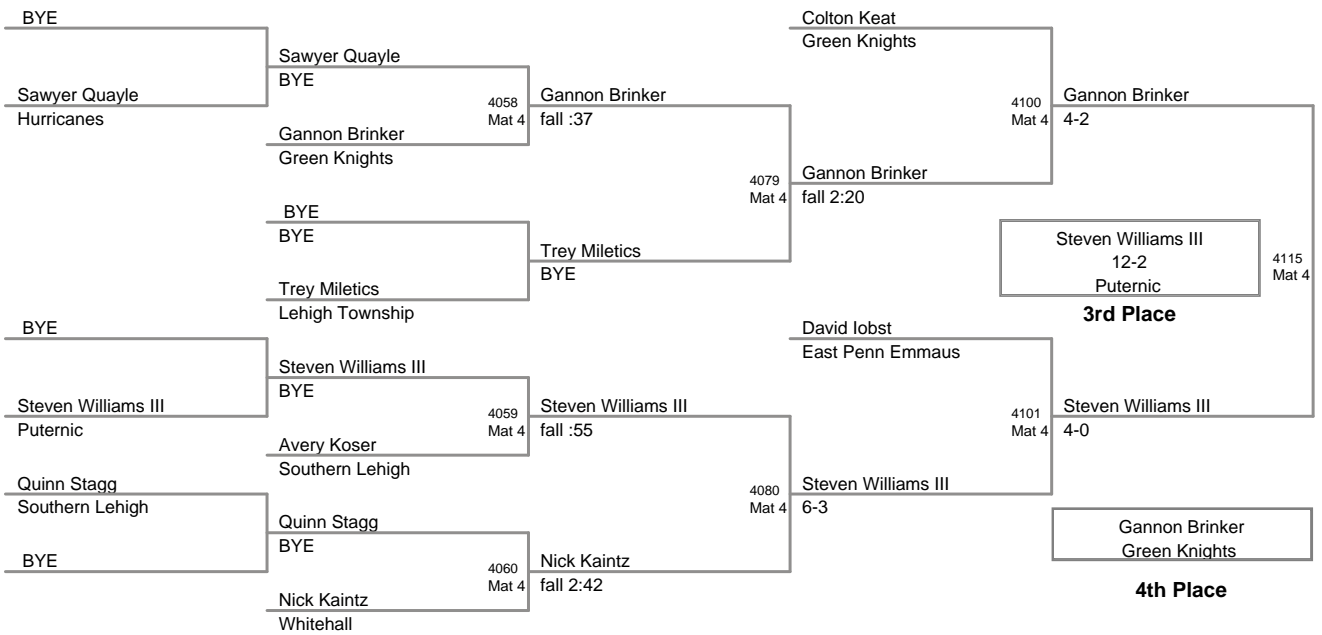 BYE
Sawyer Quayle
BYE
Sawyer Quayle
Hurricanes
4058
Mat 4
Gannon Brinker
fall :37
Gannon Brinker
Green Knights
BYE
BYE
Trey Miletics
BYE
Trey Miletics
Lehigh Township
4079
Mat 4
Gannon Brinker
fall 2:20
Colton Keat
Green Knights
4100
Mat 4
Gannon Brinker
4-2
Steven Williams III
12-2
Puternic
3rd Place
4115
Mat 4
BYE
Steven Williams III
BYE
Steven Williams III
Puternic
4059
Mat 4
Steven Williams III
fall :55
Avery Koser
Southern Lehigh
Quinn Stagg
Southern Lehigh
Quinn Stagg
BYE
BYE
4060
Mat 4
Nick Kaintz
fall 2:42
Nick Kaintz
Whitehall
4080
Mat 4
Steven Williams III
6-3
David Iobst
East Penn Emmaus
4101
Mat 4
Steven Williams III
4-0
Gannon Brinker
Green Knights
4th Place